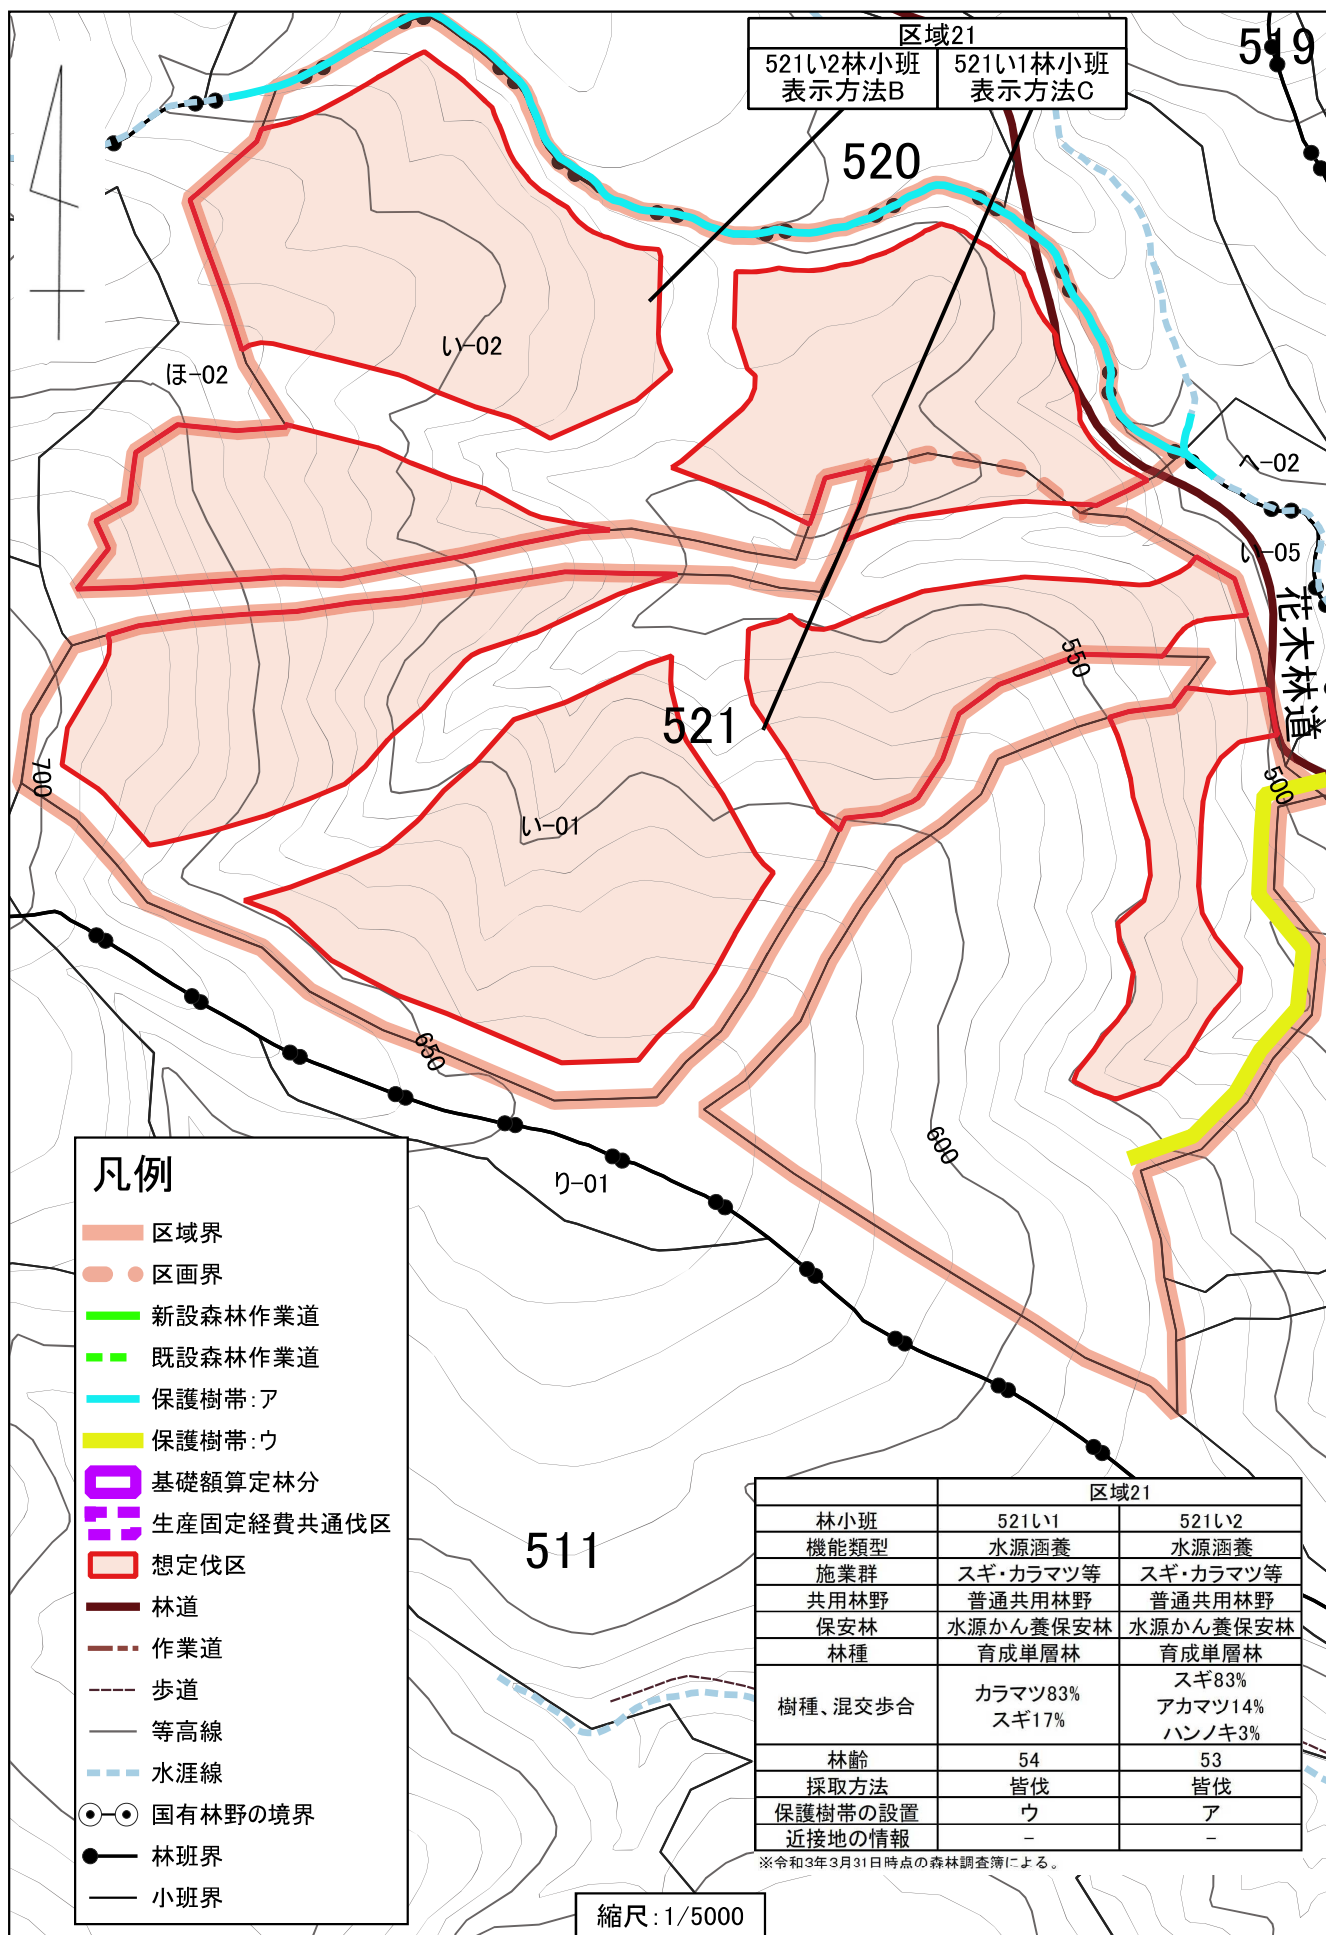 区域21
521い2林小班 521い1林小班
表示方法B 表示方法C
519
520
い-02
ほ-02
へ-02
い-05
花木林道
550
521
700
500
い-01
650
600
り-01
511
凡例
区域界
区画界
新設森林作業道
既設森林作業道
保護樹帯:ア
保護樹帯:ウ
基礎額算定林分
生産固定経費共通伐区
想定伐区
林道
作業道
歩道
等高線
水涯線
国有林野の境界
林班界
小班界
区域21
林小班 521い1 521い2
機能類型 水源涵養 水源涵養
施業群 スギ・カラマツ等 スギ・カラマツ等
共用林野 普通共用林野 普通共用林野
保安林 水源かん養保安林 水源かん養保安林
林種 育成単層林 育成単層林
樹種、混交歩合 カラマツ83% スギ17% スギ83% アカマツ14% ハンノキ3%
林齢 54 53
採取方法 皆伐 皆伐
保護樹帯の設置 ウ ア
近接地の情報 - -
※令和3年3月31日時点の森林調査簿による。
縮尺:1/5000